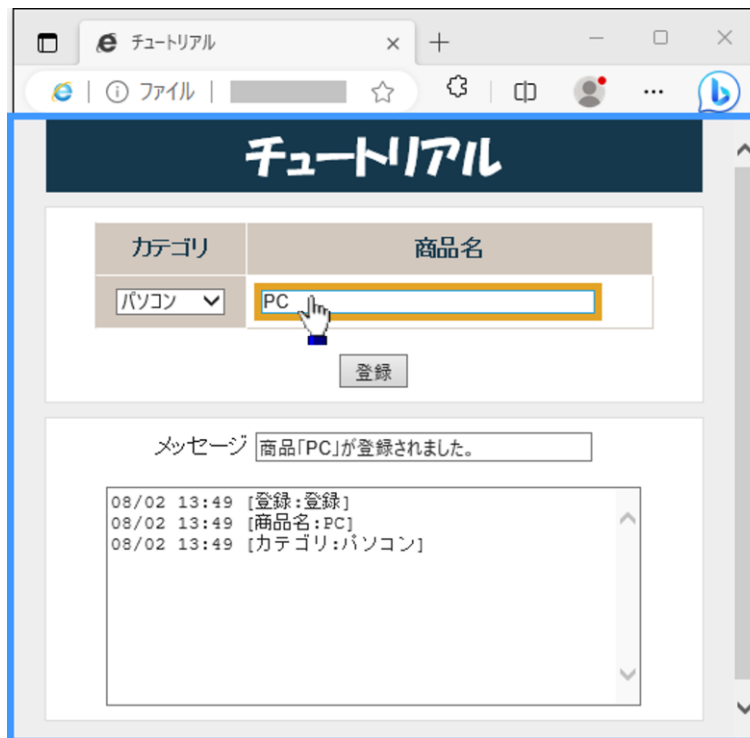 チュートリアル
ファイル
チュートリアル
カテゴリ 商品名
パソコン PC
登録
メッセージ 商品「PC」が登録されました。
08/02 13:49 [登録:登録]
08/02 13:49 [商品名:PC]
08/02 13:49 [カテゴリ:パソコン]